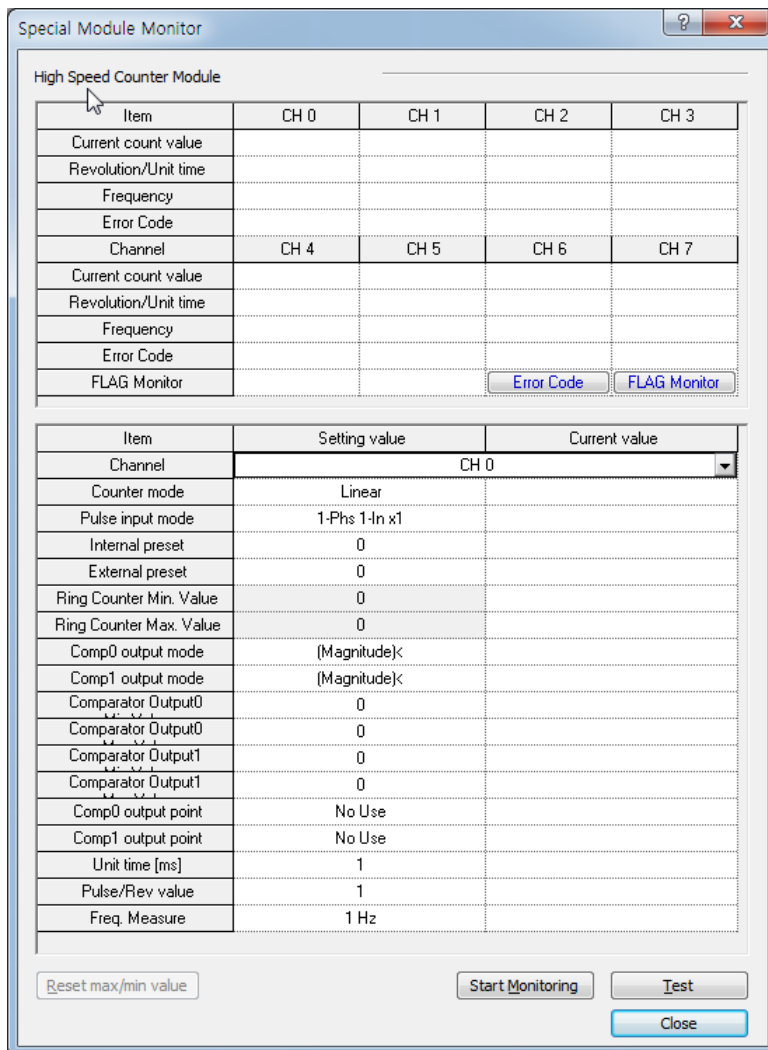 Special Module Monitor
High Speed Counter Module
Item CH 0 CH 1 CH 2 CH 3
Current count value
Revolution/Unit time
Frequency
Error Code
Channel CH 4 CH 5 CH 6 CH 7
Current count value
Revolution/Unit time
Frequency
Error Code
FLAG Monitor Error Code FLAG Monitor
Item Setting value Current value
Channel CH 0
Counter mode Linear
Pulse input mode 1-Phs 1-In x1
Internal preset 0
External preset 0
Ring Counter Min. Value 0
Ring Counter Max. Value 0
Comp0 output mode (Magnitude)<
Comp1 output mode (Magnitude)<
Comparator Output0 0
Comparator Output0 0
Comparator Output1 0
Comparator Output1 0
Comp0 output point No Use
Comp1 output point No Use
Unit time [ms] 1
Pulse/Rev value 1
Freq. Measure 1 Hz
Reset max/min value Start Monitoring Test
Close